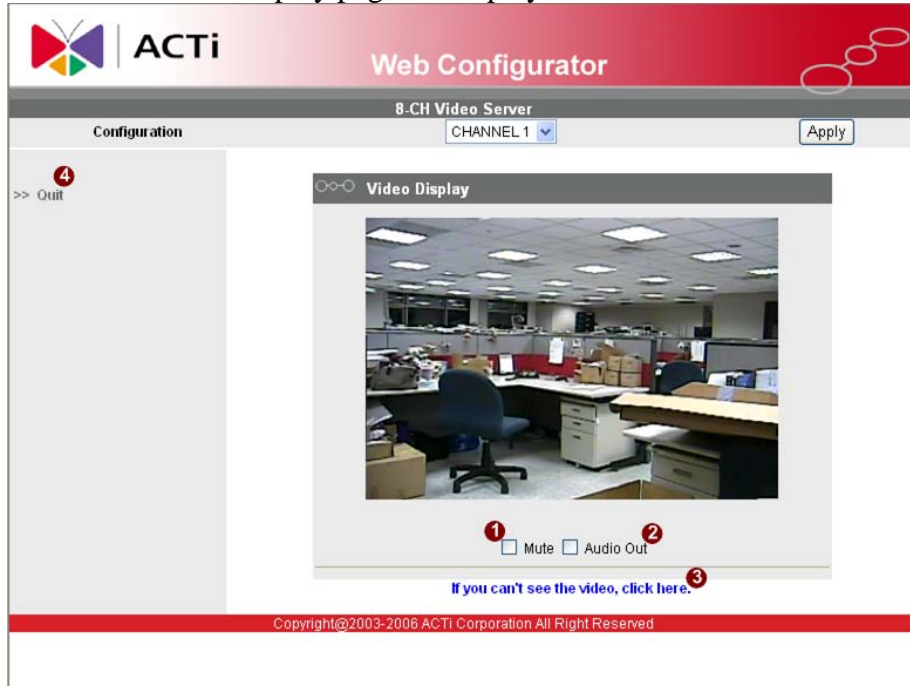 ACTi
Web Configurator
8-CH Video Server
Configuration
CHANNEL 1
Apply
4
>> Quit
Video Display
1
Mute
Audio Out
2
If you can't see the video, click here.
3
Copyright@2003-2006 ACTi Corporation All Right Reserved